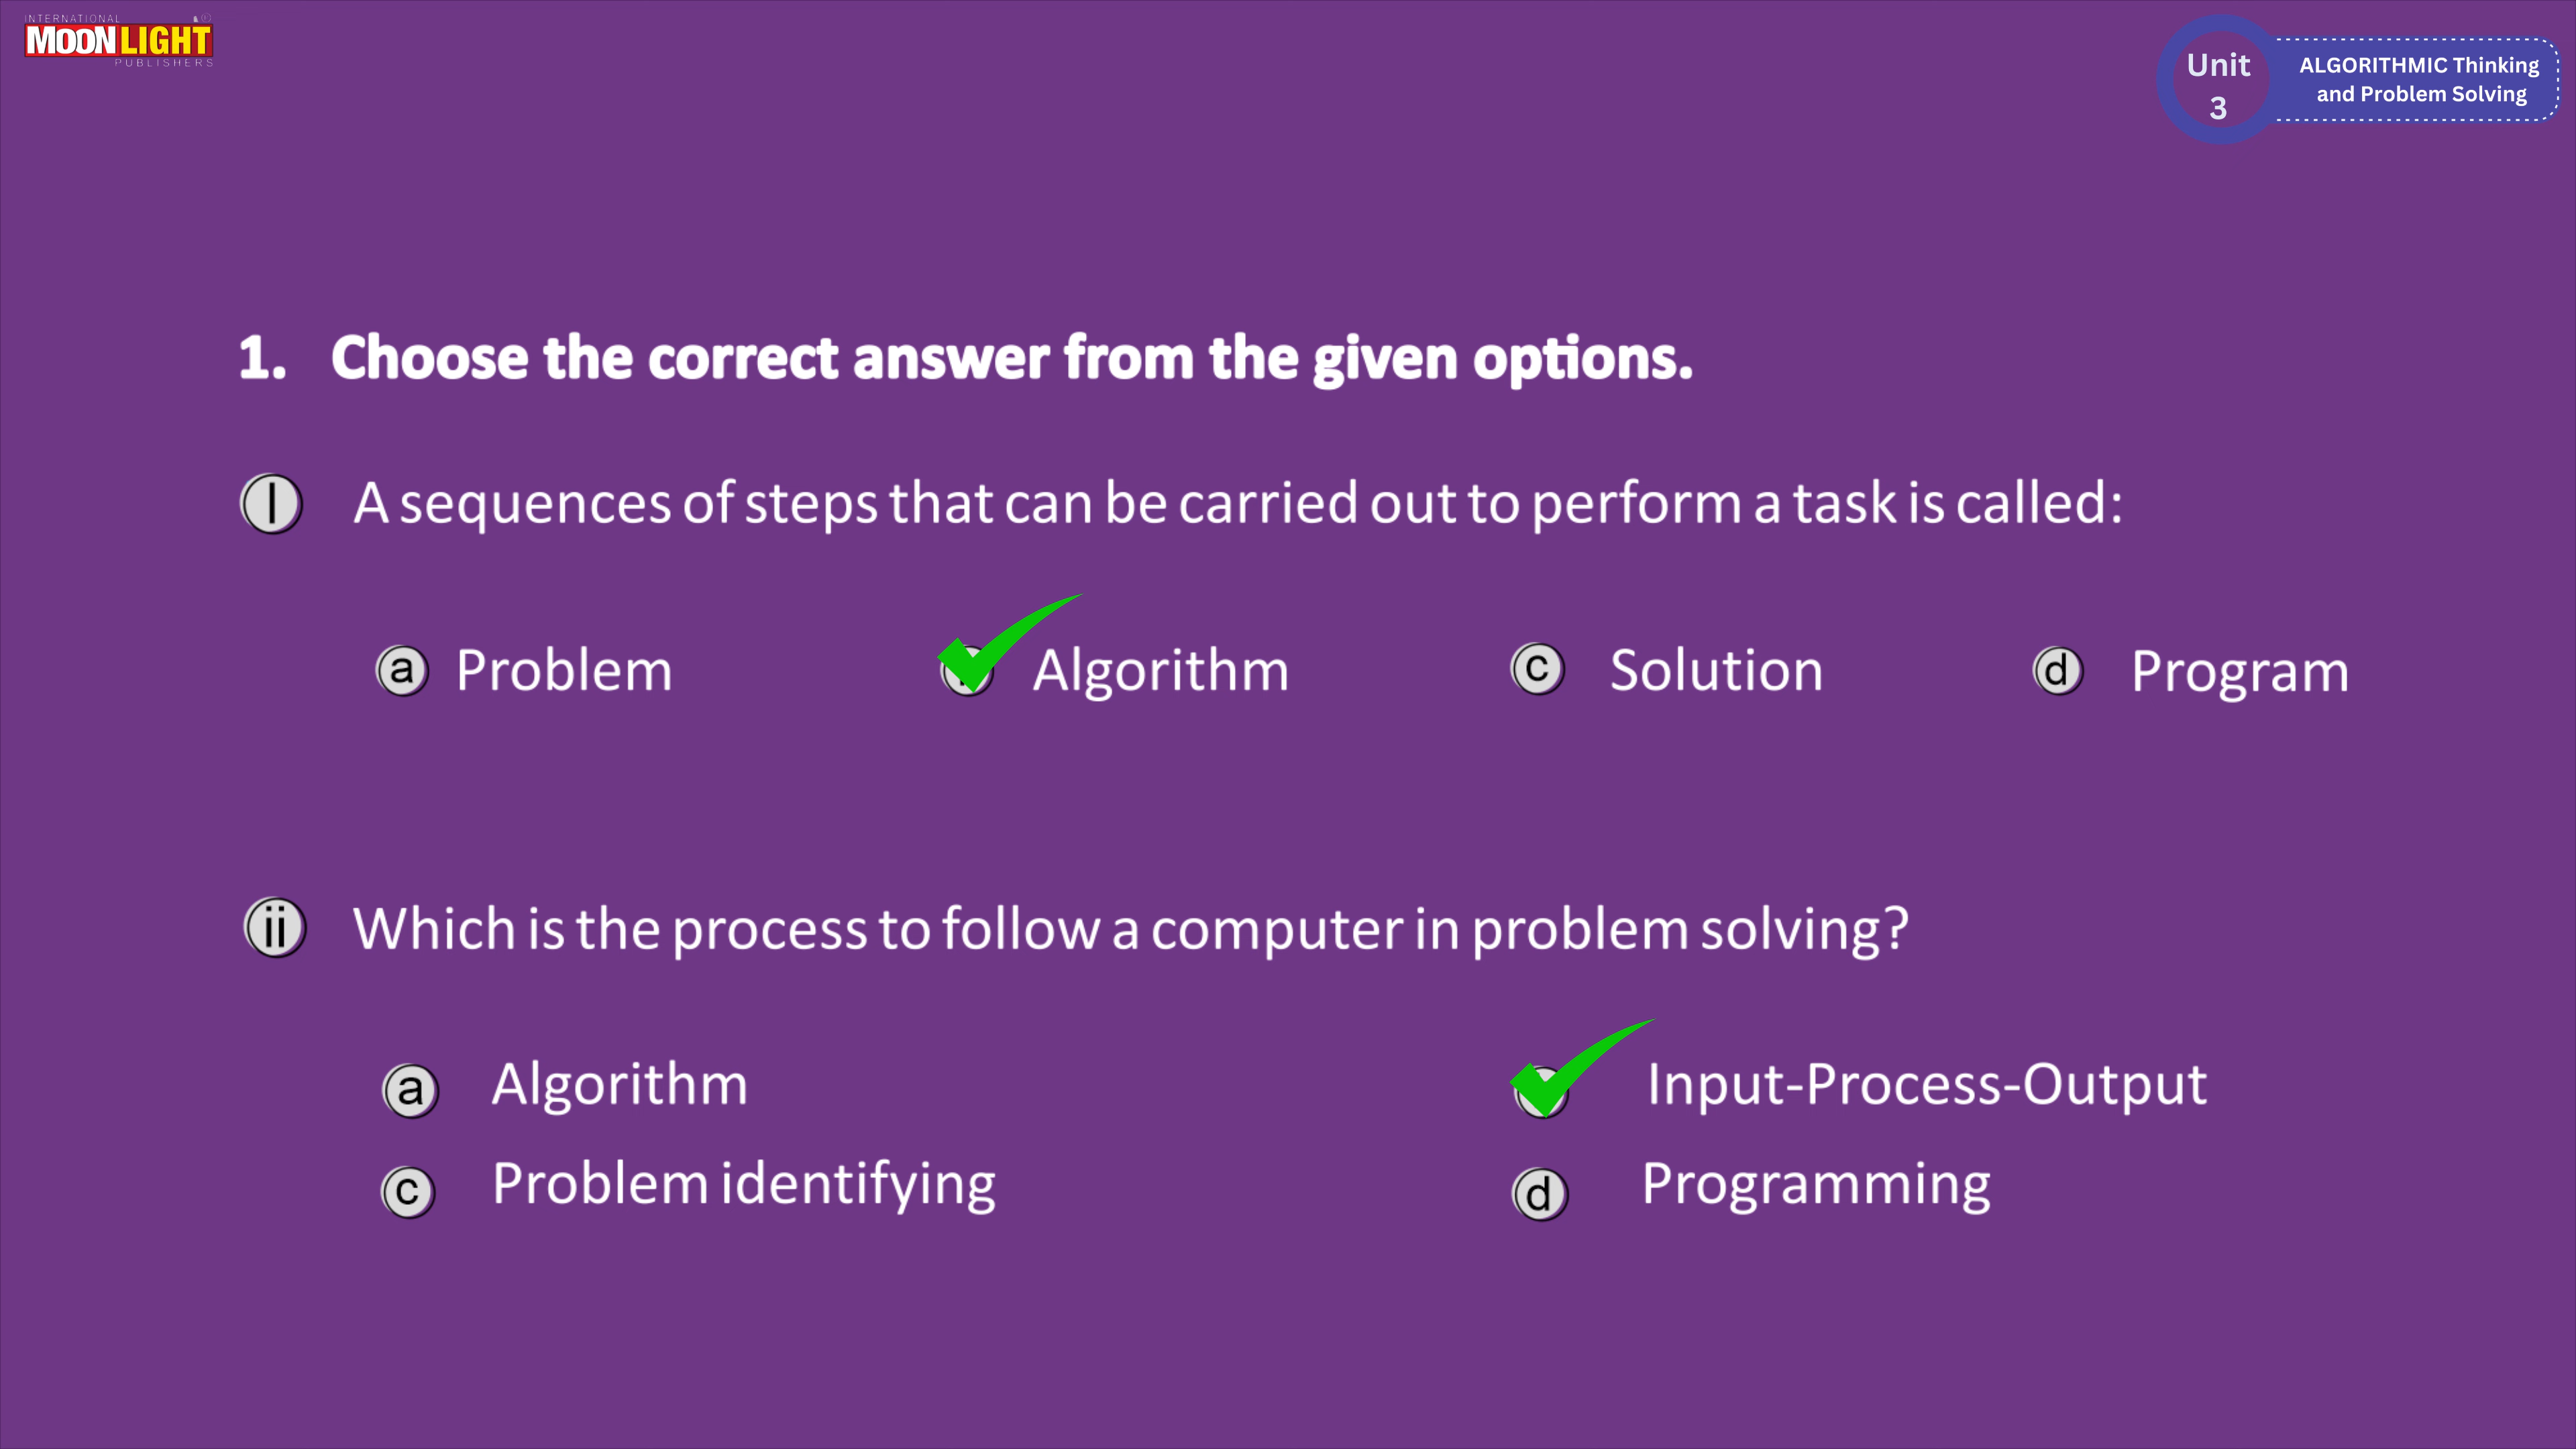 INTERNATIONAL
MOONLIGHT
PUBLISHERS
Unit
3
ALGORITHMIC Thinking
and Problem Solving
1. Choose the correct answer from the given options.
I A sequences of steps that can be carried out to perform a task is called:
a Problem Algorithm c Solution d Program
ii Which is the process to follow a computer in problem solving?
a Algorithm Input-Process-Output
c Problem identifying d Programming